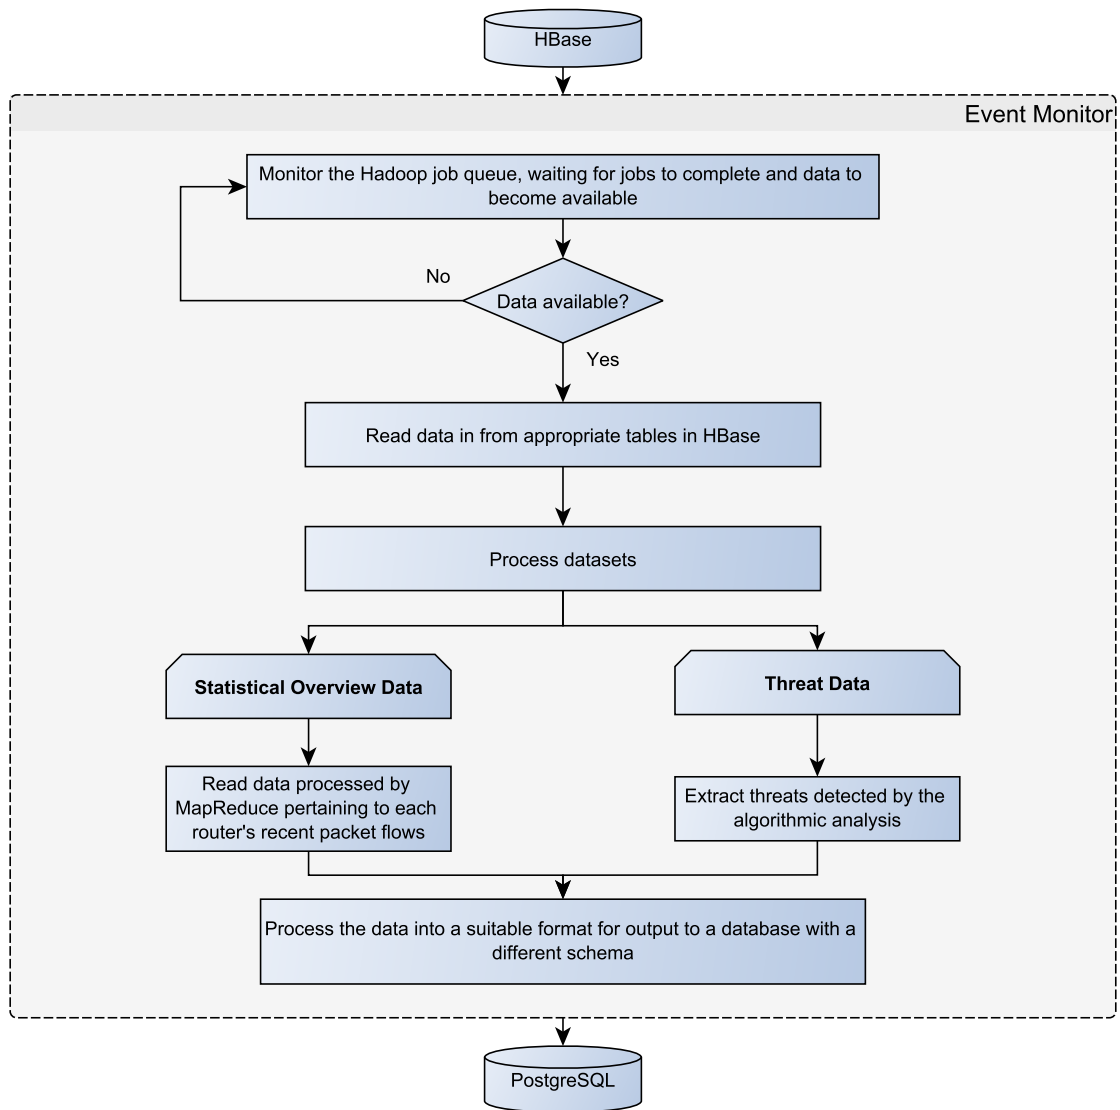 HBase
Event Monitor
Monitor the Hadoop job queue, waiting for jobs to complete and data to
become available
No
Data available?
Yes
Read data in from appropriate tables in HBase
Process datasets
Statistical Overview Data
Threat Data
Read data processed by
MapReduce pertaining to each
router's recent packet flows
Extract threats detected by the
algorithmic analysis
Process the data into a suitable format for output to a database with a
different schema
PostgreSQL